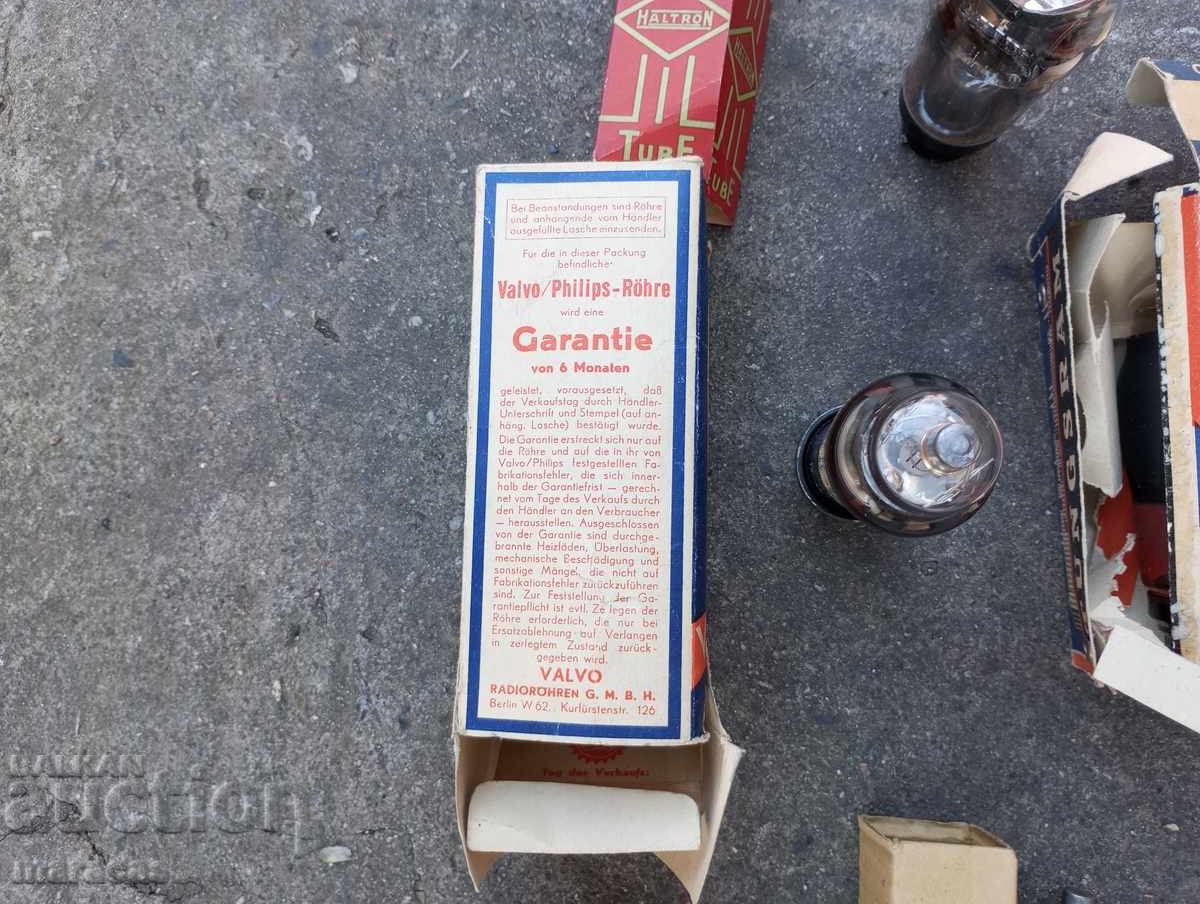 HALTRON
TUBE
TUBE
Bei Beanstandungen sind Röhre
und anhängende vom Händler
ausgefüllte Lasche einzusenden.
Für die in dieser Packung
befindliche
Valvo/Philips-Röhre
wird eine
Garantie
von 6 Monaten
geleistet, vorausgesetzt, daß
der Verkaufstag durch Händler-
Unterschrift und Stempel (auf an-
häng. Lasche) bestätigt wurde.
Die Garantie erstreckt sich nur auf
die Röhre und auf die in ihr von
Valvo/Philips festgestellten Fa-
brikationsfehler, die sich inner-
halb der Garantiefrist — gerech-
net vom Tage des Verkaufs durch
den Händler an den Verbraucher
— herausstellen. Ausgeschlossen
von der Garantie sind durchge-
brannte Heizfäden, Überlastung,
mechanische Beschädigung und
sonstige Mängel, die nicht auf
Fabrikationsfehler zurückzuführen
sind. Zur Feststellung der Ga-
rantiepflicht ist evtl. Ze legen der
Röhre erforderlich, die nur bei
Ersatzablehnung auf Verlangen
in zerlegtem Zustand zurück-
gegeben wird.
VALVO
RADIORÖHREN G. M. B. H.
Berlin W 62, Kurfürstenstr. 126
Tag des Verkaufs:
UNGSRAM
BALKAN
auction
maracas